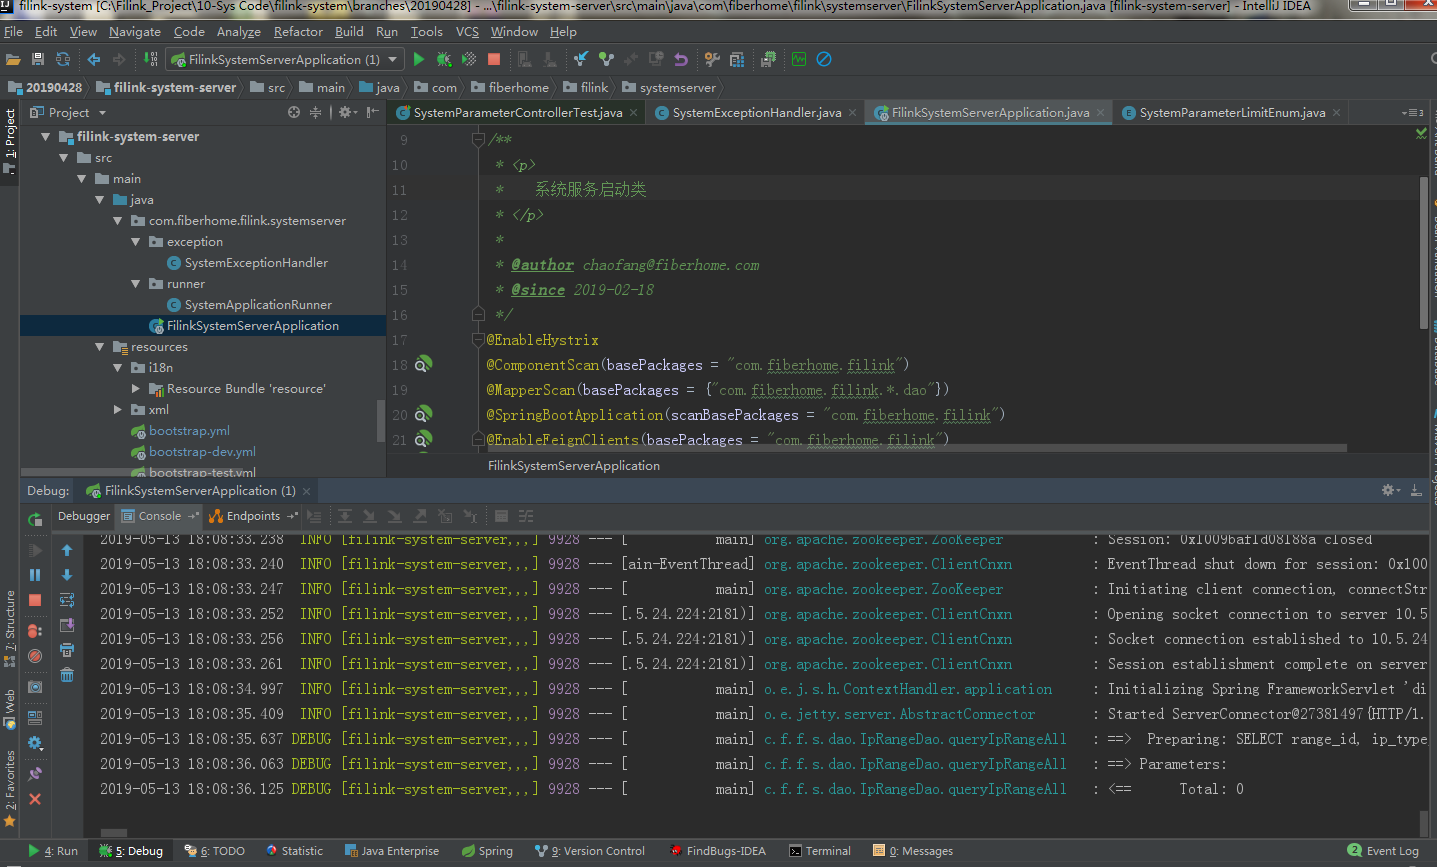 filink-system [C:\Fillnk_Project\10-Sys Code\filink-system\branches\20190428] - ...\filink-system-server\src\main\java\com\fiberhome\filink\systemserver\FilinkSystemServerApplication.java [filink-system-server] - IntelliJ IDEA
File Edit View Navigate Code Analyze Refactor Build Run Tools VCS Window Help
FilinkSystemServerApplication (1)
20190428 filink-system-server src main java com fiberhome filink systemserver
1: Project
Project
SystemParameterControllerTest.java SystemExceptionHandler.java FilinkSystemServerApplication.java SystemParameterLimitEnum.java
filink-system-server
src
main
java
com.fiberhome.filink.systemserver
exception
SystemExceptionHandler
runner
SystemApplicationRunner
FilinkSystemServerApplication
resources
i18n
Resource Bundle 'resource'
xml
bootstrap.yml
bootstrap-dev.yml
bootstrap-test.yml
9 /**
10 * <p>
11 * 系统服务启动类
12 * </p>
13 *
14 * @author chaofang@fiberhome.com
15 * @since 2019-02-18
16 */
17 @EnableHystrix
18 @ComponentScan(basePackages = "com.fiberhome.filink")
19 @MapperScan(basePackages = {"com.fiberhome.filink.*.dao"})
20 @SpringBootApplication(scanBasePackages = "com.fiberhome.filink")
21 @EnableFeignClients(basePackages = "com.fiberhome.filink")
FilinkSystemServerApplication
Debug: FilinkSystemServerApplication (1)
Debugger Console Endpoints
2019-05-13 18:08:33.238 INFO [filink-system-server,,,] 9928 --- [ main] org.apache.zookeeper.ZooKeeper : Session: 0x1009baf1d08188a closed
2019-05-13 18:08:33.240 INFO [filink-system-server,,,] 9928 --- [ain-EventThread] org.apache.zookeeper.ClientCnxn : EventThread shut down for session: 0x100
2019-05-13 18:08:33.247 INFO [filink-system-server,,,] 9928 --- [ main] org.apache.zookeeper.ZooKeeper : Initiating client connection, connectStr
2019-05-13 18:08:33.252 INFO [filink-system-server,,,] 9928 --- [.5.24.224:2181)] org.apache.zookeeper.ClientCnxn : Opening socket connection to server 10.5
2019-05-13 18:08:33.256 INFO [filink-system-server,,,] 9928 --- [.5.24.224:2181)] org.apache.zookeeper.ClientCnxn : Socket connection established to 10.5.24
2019-05-13 18:08:33.261 INFO [filink-system-server,,,] 9928 --- [.5.24.224:2181)] org.apache.zookeeper.ClientCnxn : Session establishment complete on server
2019-05-13 18:08:34.997 INFO [filink-system-server,,,] 9928 --- [ main] o.e.j.s.h.ContextHandler.application : Initializing Spring FrameworkServlet 'di
2019-05-13 18:08:35.409 INFO [filink-system-server,,,] 9928 --- [ main] o.e.jetty.server.AbstractConnector : Started ServerConnector@27381497{HTTP/1.
2019-05-13 18:08:35.637 DEBUG [filink-system-server,,,] 9928 --- [ main] c.f.f.s.dao.IpRangeDao.queryIpRangeAll : ==> Preparing: SELECT range_id, ip_type,
2019-05-13 18:08:36.063 DEBUG [filink-system-server,,,] 9928 --- [ main] c.f.f.s.dao.IpRangeDao.queryIpRangeAll : ==> Parameters:
2019-05-13 18:08:36.125 DEBUG [filink-system-server,,,] 9928 --- [ main] c.f.f.s.dao.IpRangeDao.queryIpRangeAll : <== Total: 0
7: Structure
Web
2: Favorites
4: Run 5: Debug 6: TODO Statistic Java Enterprise Spring 9: Version Control FindBugs-IDEA Terminal 0: Messages 2 Event Log